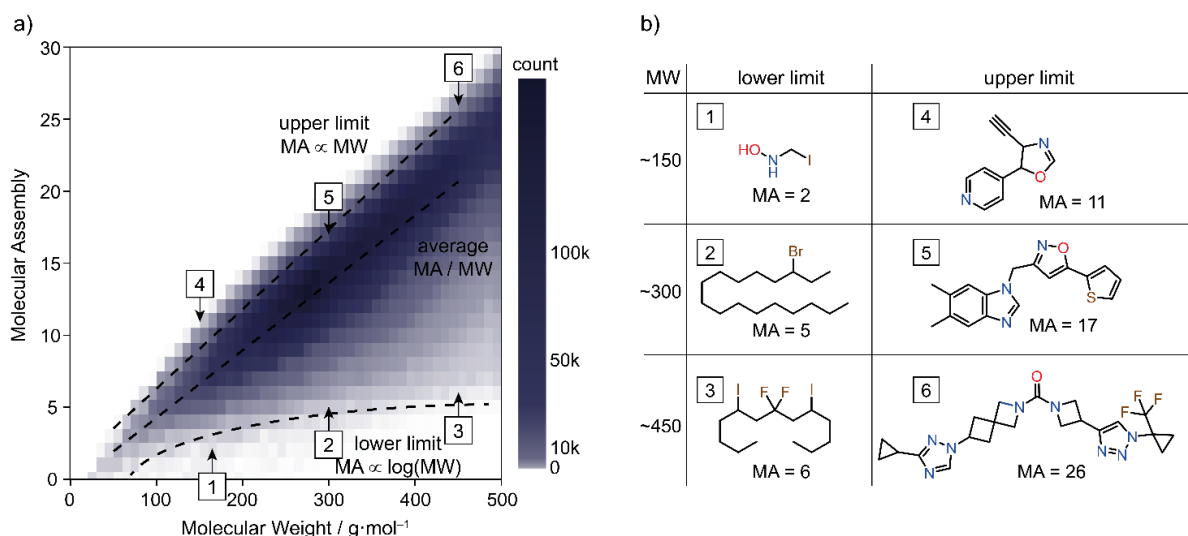 a)
30
25
20
15
10
5
0
Molecular Assembly
0
100
200
300
400
500
Molecular Weight / g·mol⁻¹
upper limit
MA ∝ MW
average
MA / MW
lower limit
MA ∝ log(MW)
1
2
3
4
5
6
count
100k
50k
10k
0
b)
MW lower limit upper limit
~150
1
HO
N
H
I
MA = 2
4
N
O
N
MA = 11
~300
2
Br
MA = 5
5
N O
N
N
S
MA = 17
~450
3
I F F I
MA = 6
6
O
N N
F
F F
N N
N
N
N N
MA = 26